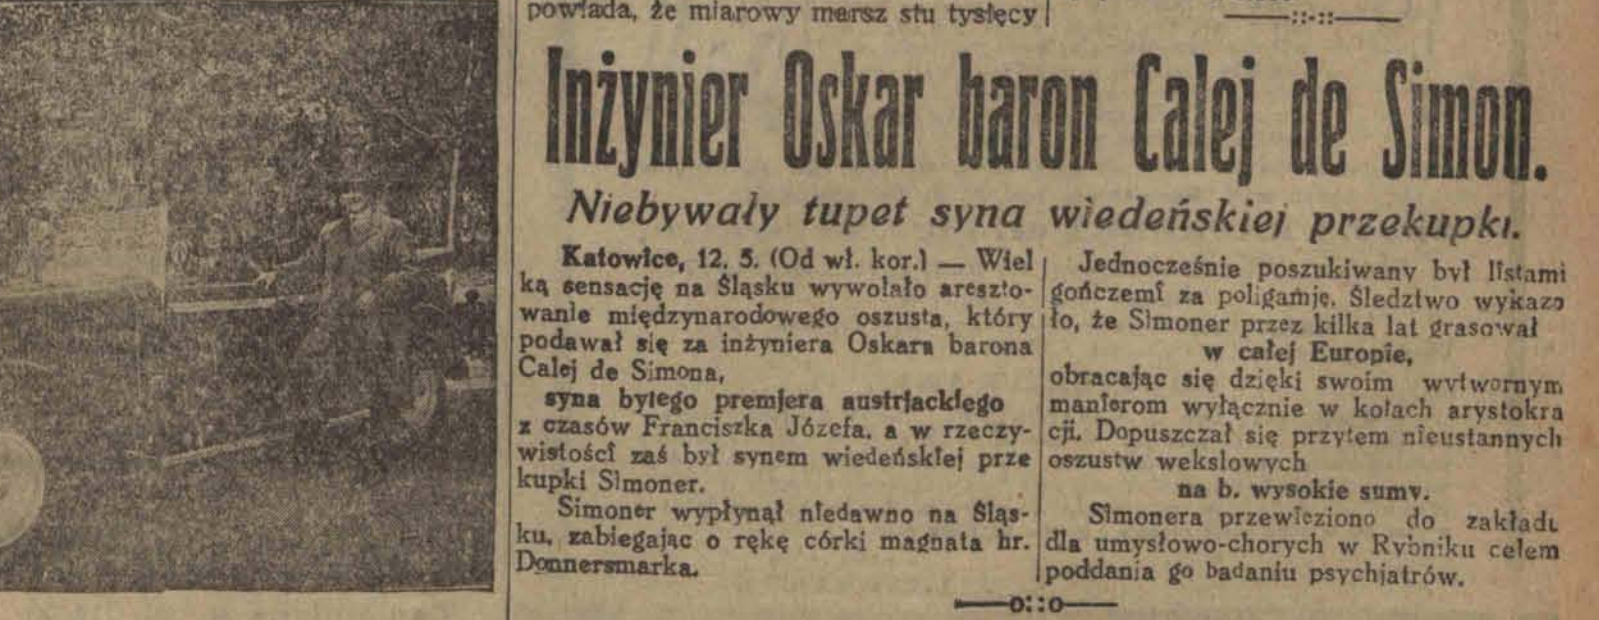 powiada, że miarowy marsz stu tysięcy
Inżynier Oskar baron Calej de Simon.
Niebywały tupet syna wiedeńskiej przekupki.
Katowice, 12. 5. (Od wł. kor.) — Wiel
ką sensację na Śląsku wywołało areszto-
wanie międzynarodowego oszusta, który
podawał się za inżyniera Oskara barona
Calej de Simona,
syna byłego premjera austrjackiego
z czasów Franciszka Józefa, a w rzeczy-
wistości zaś był synem wiedeńskiej prze
kupki Simoner.
Simoner wypłynął niedawno na Śląs-
ku, zabiegając o rękę córki magnata hr.
Donnersmarka.
Jednocześnie poszukiwany był listami
gończemi za poligamję. Śledztwo wykaza
ło, że Simoner przez kilka lat grasował
w całej Europie,
obracając się dzięki swoim wytwornym
manierom wyłącznie w kołach arystokra
cji. Dopuszczał się przytem nieustannych
oszustw wekslowych
na b. wysokie sumy.
Simonera przewieziono do zakładu
dla umysłowo-chorych w Rybniku celem
poddania go badaniu psychjatrów.